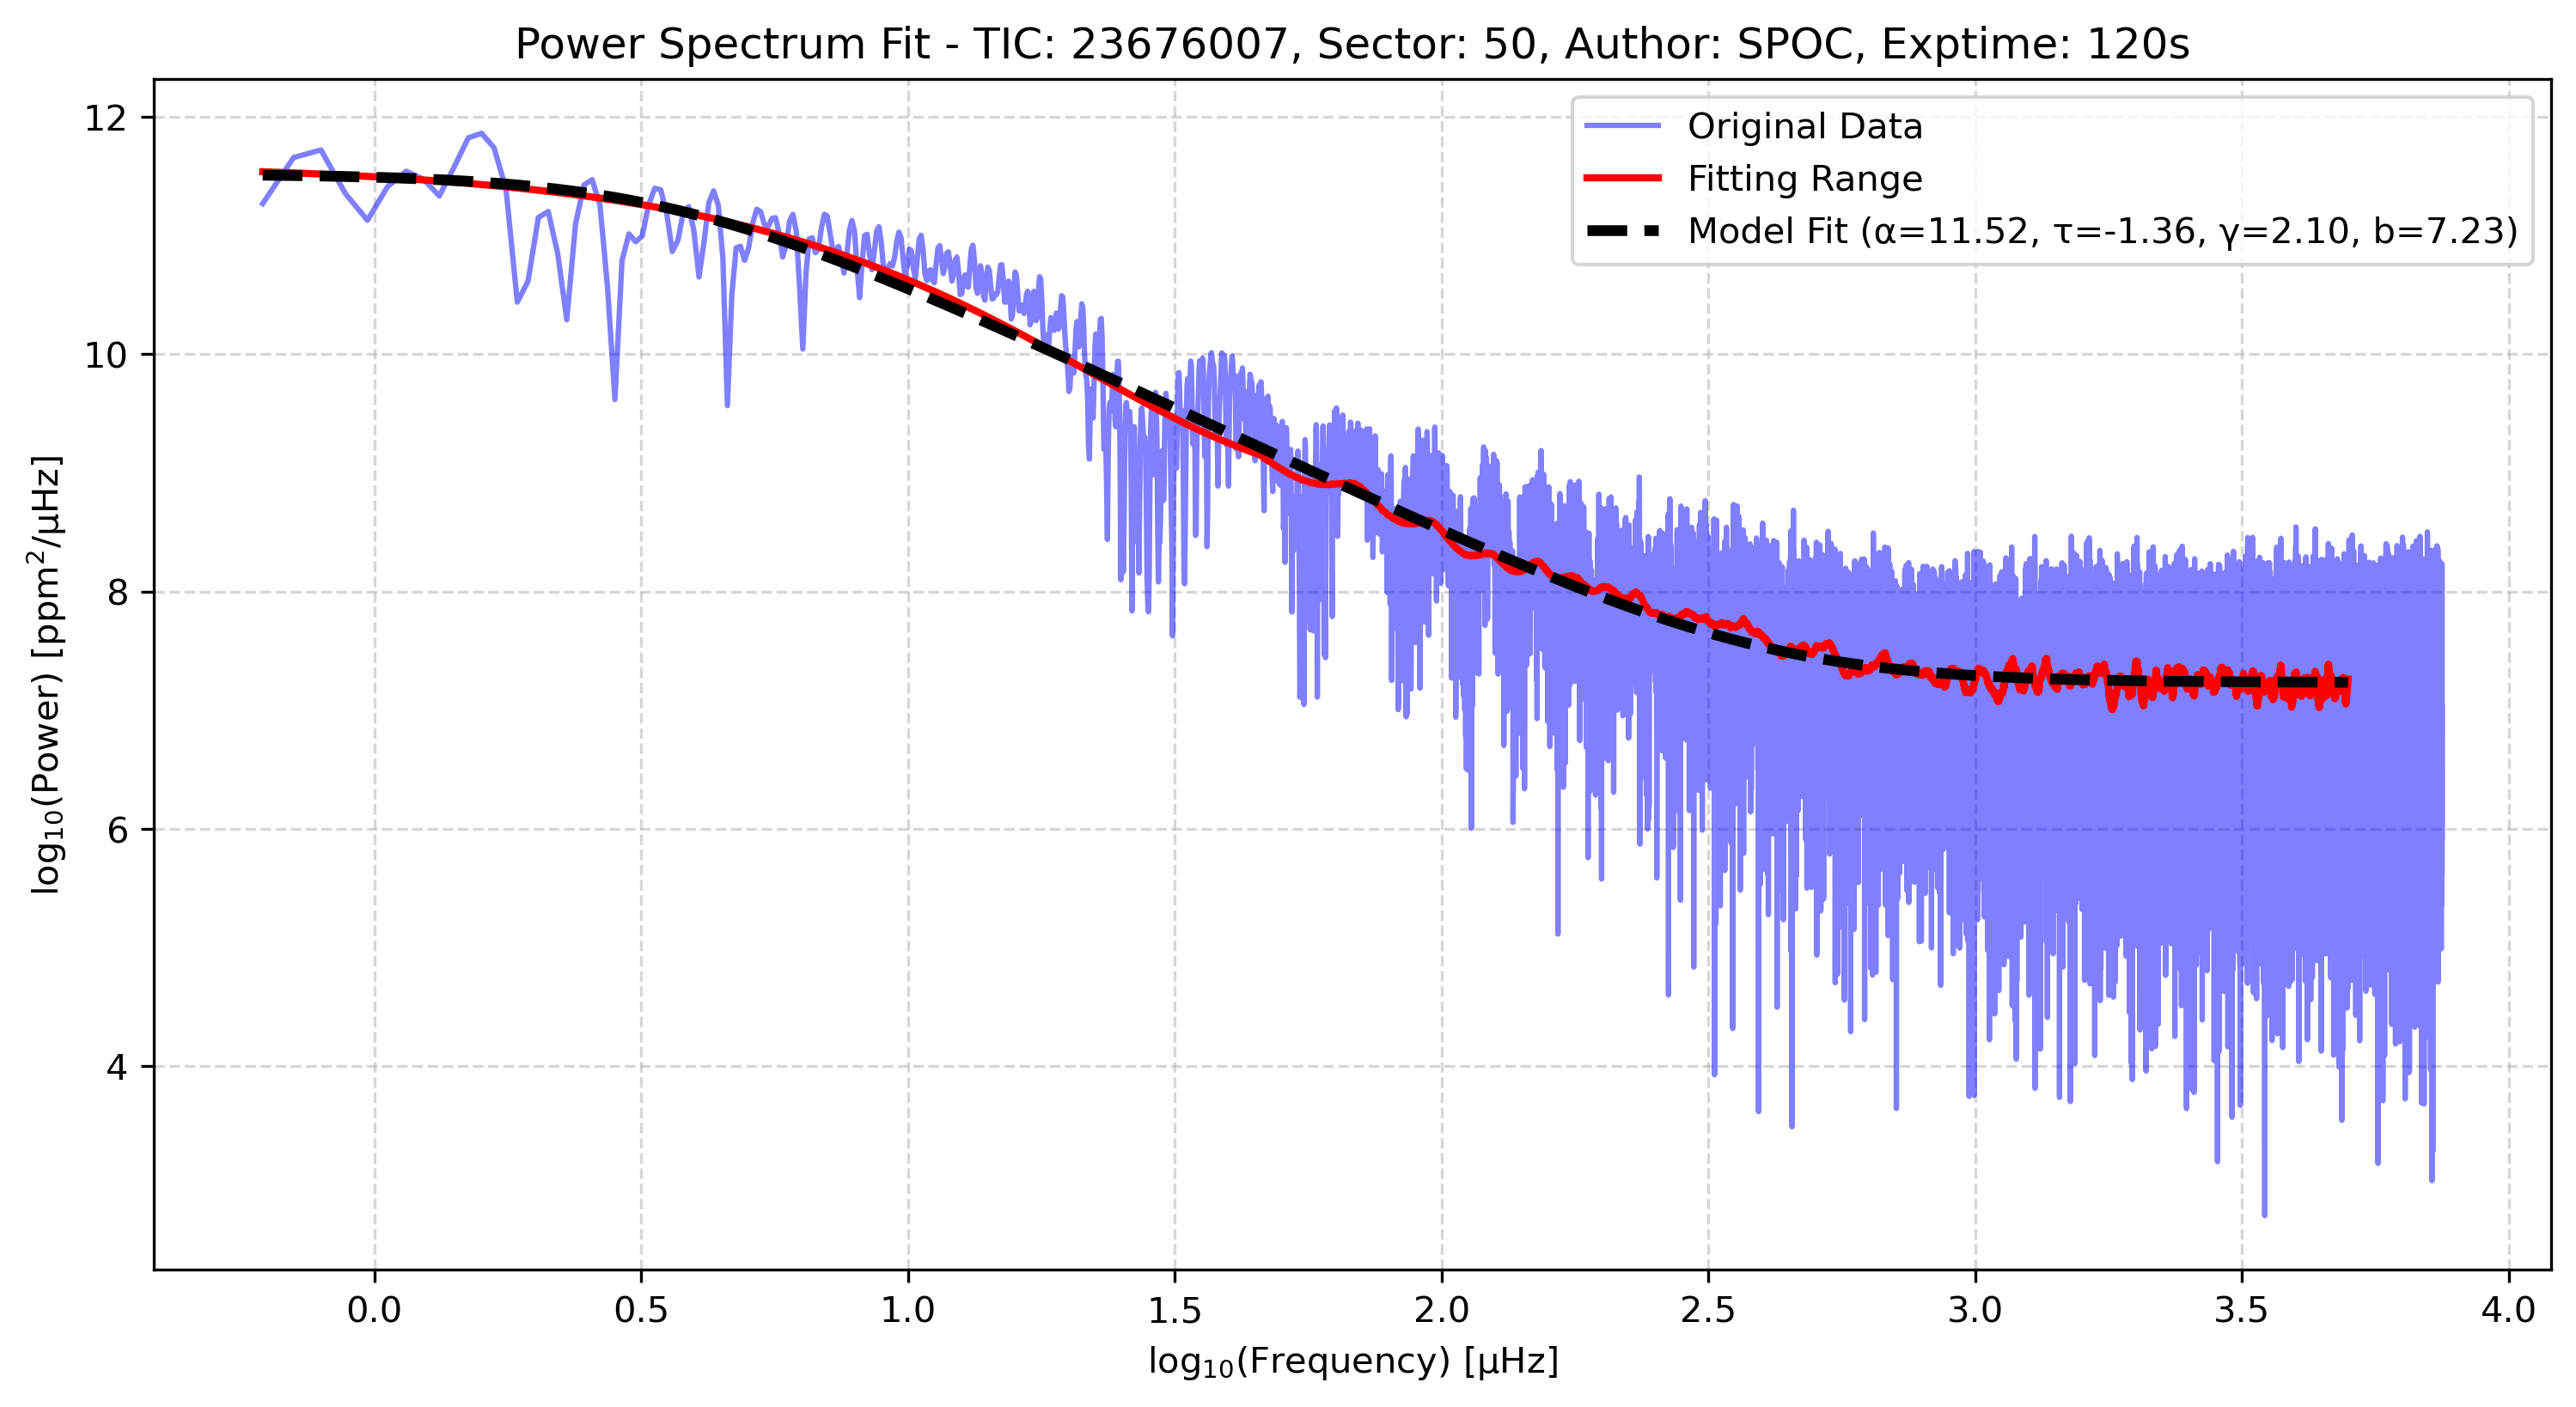 Power Spectrum Fit - TIC: 23676007, Sector: 50, Author: SPOC, Exptime: 120s
Original Data
Fitting Range
Model Fit (α=11.52, τ=-1.36, γ=2.10, b=7.23)
log₁₀(Power) [ppm²/μHz]
12
10
8
6
4
0.0 0.5 1.0 1.5 2.0 2.5 3.0 3.5 4.0
log₁₀(Frequency) [μHz]